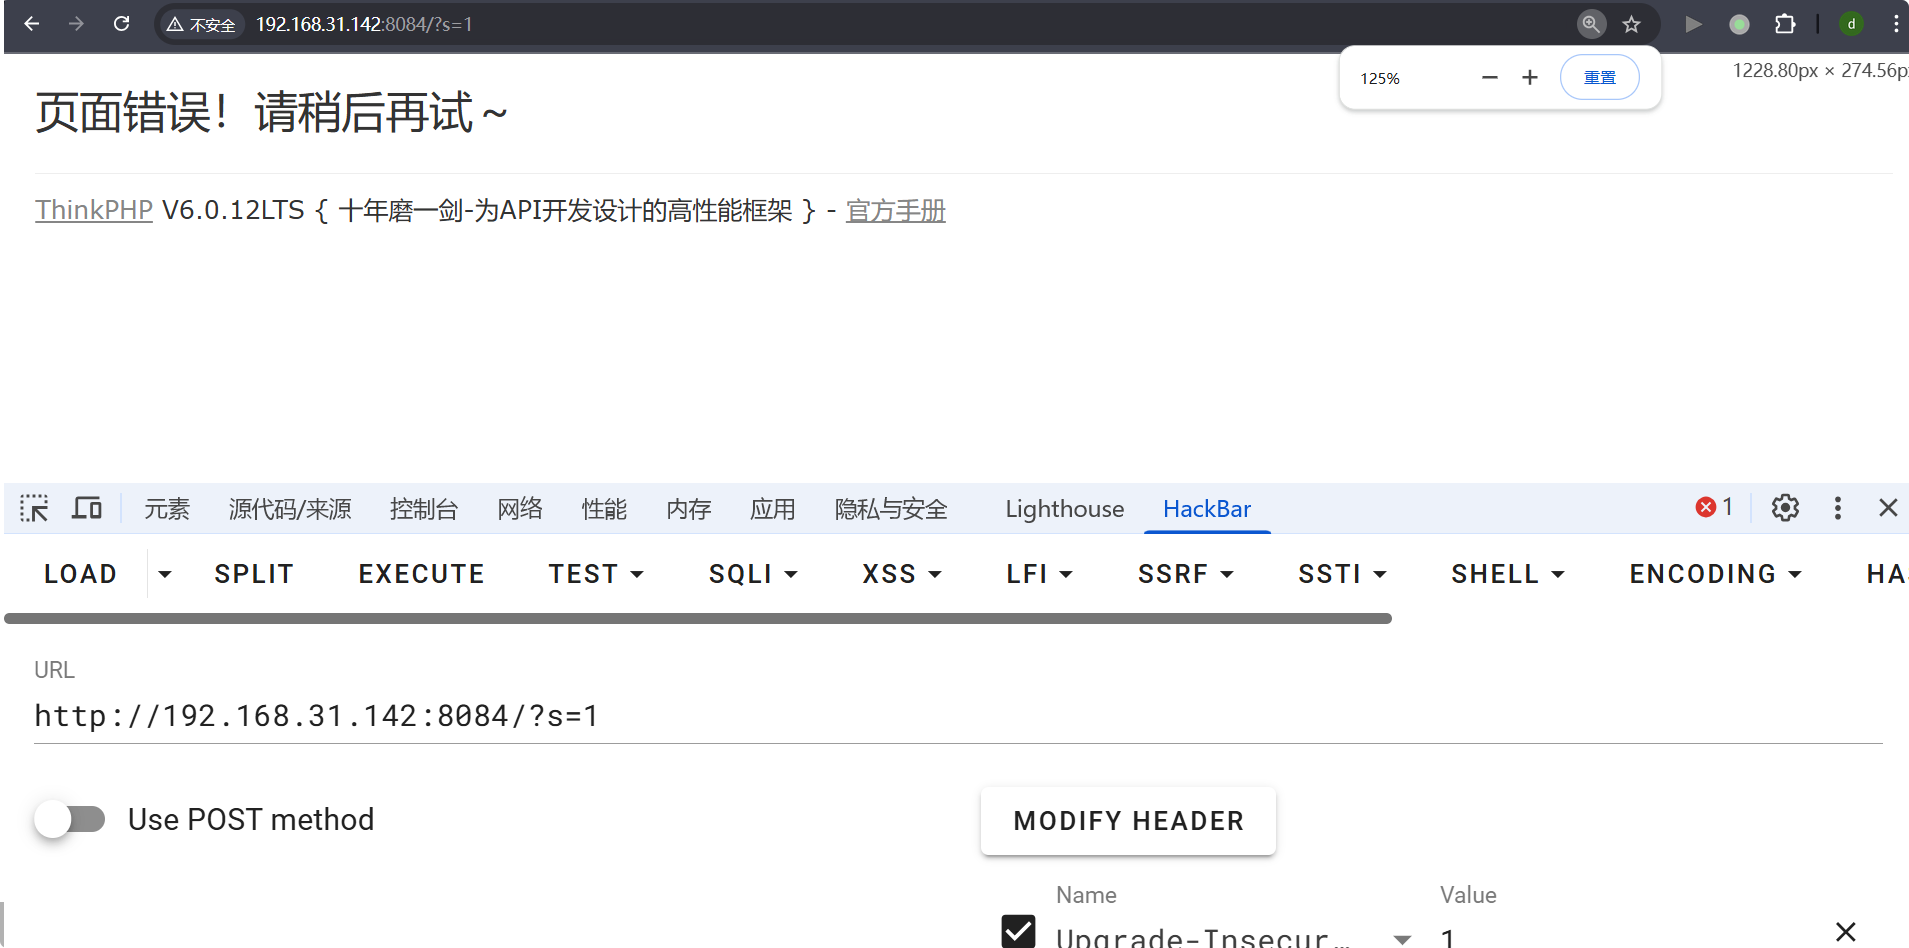 不安全 192.168.31.142:8084/?s=1 d
125% 重置 1228.80px × 274.56p
页面错误！请稍后再试～
ThinkPHP V6.0.12LTS { 十年磨一剑-为API开发设计的高性能框架 } - 官方手册
元素 源代码/来源 控制台 网络 性能 内存 应用 隐私与安全 Lighthouse HackBar 1
LOAD SPLIT EXECUTE TEST SQLI XSS LFI SSRF SSTI SHELL ENCODING HA
URL
http://192.168.31.142:8084/?s=1
Use POST method MODIFY HEADER
Name Value
Upgrade-Insecur… 1